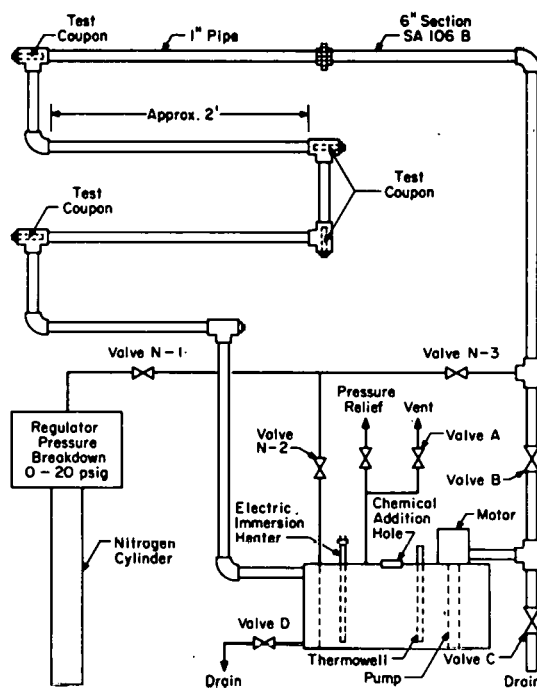 Test
Coupon
1" Pipe
6" Section
SA 106 B
Approx. 2'
Test
Coupon
Test
Coupon
Valve N-1
Valve N-3
Pressure
Relief
Vent
Regulator
Pressure
Breakdown
0 – 20 psig
Valve
N-2
Valve A
Valve B
Electric
Immersion
Heater
Chemical
Addition
Hole
Motor
Nitrogen
Cylinder
Valve D
Drain
Thermowell
Pump
Valve C
Drain